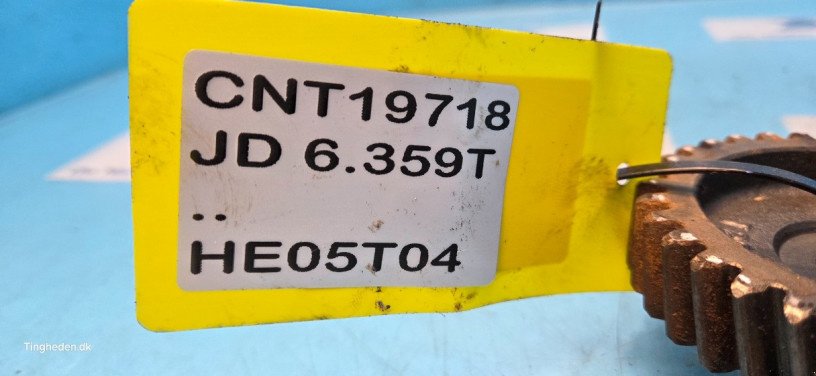 CNT19718
JD 6.359T
..
HE05T04
Tingheden.dk